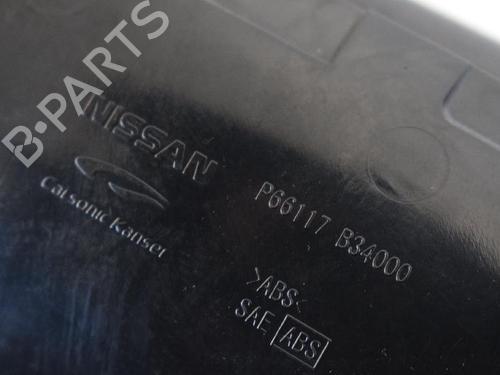 B·PARTS
NISSAN
Calsonic Kansei
P66117 B34000
>ABS<
SAE ABS